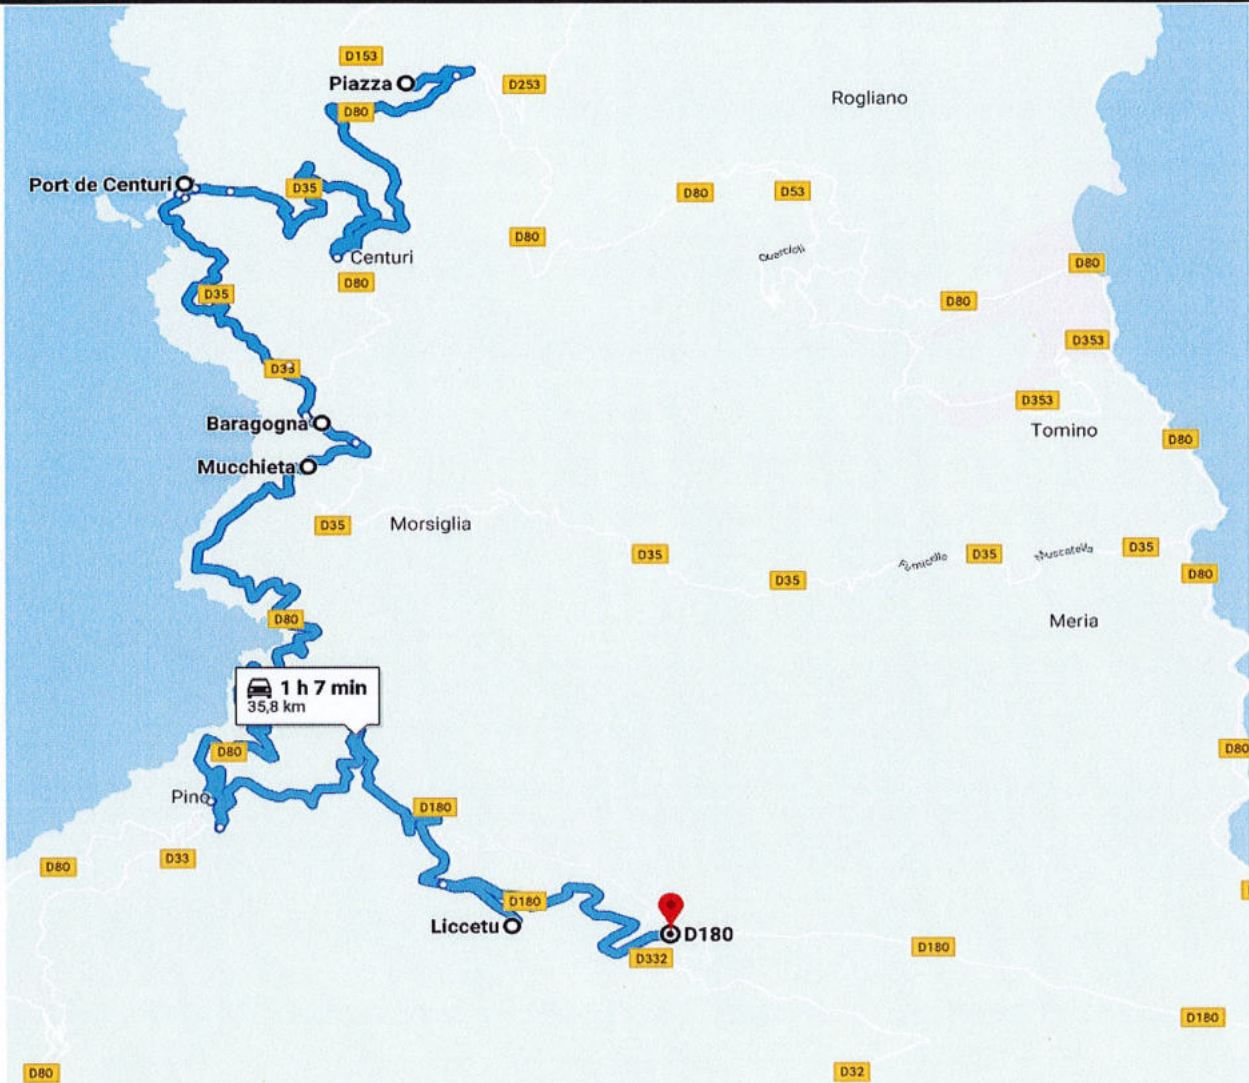 D153
Piazza
D253
D80
Rogliano
Port de Centuri
D35
D80
D53
D80
Centuri
D80
D80
D35
D80
D353
D35
D353
Baragogna
Tomino
D80
Mucchieta
D35
Morsiglia
D35
D35
D35
D35
D80
Muscatella
D80
Meria
1 h 7 min
35,8 km
D80
D80
Pino
D180
D80
D33
D180
Liccetu
D180
D332
D180
D180
D80
D32